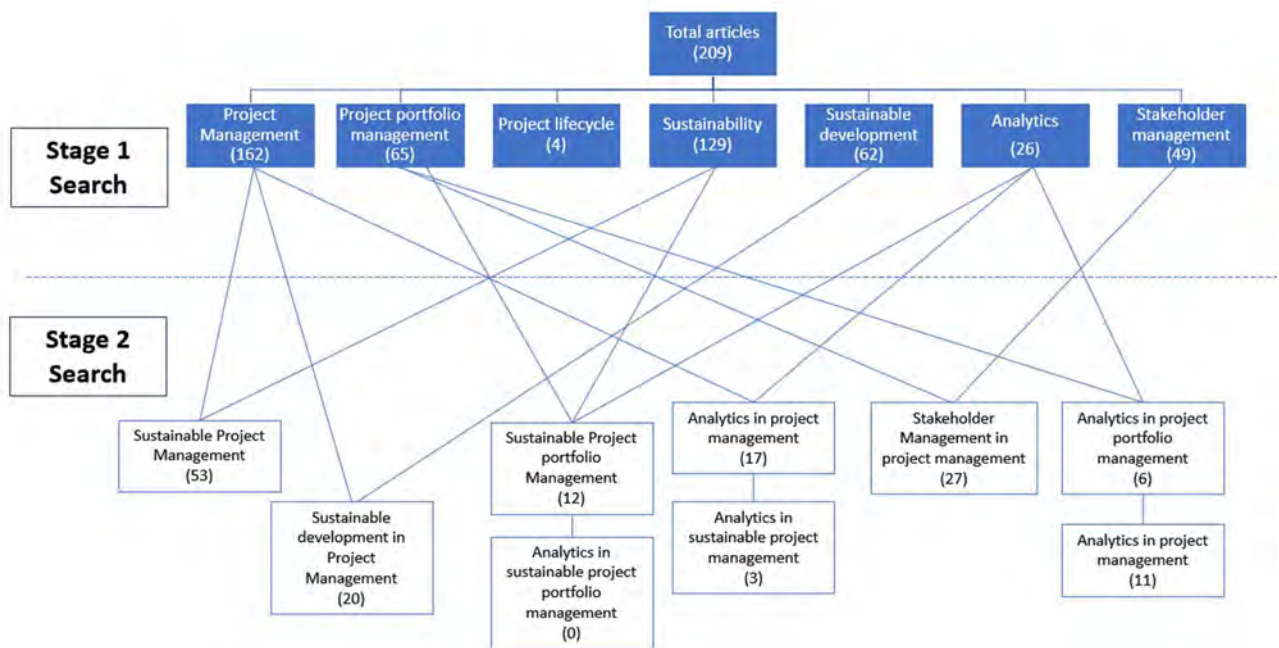 Total articles
(209)
Stage 1
Search
Project
Management
(162)
Project portfolio
management
(65)
Project lifecycle
(4)
Sustainability
(129)
Sustainable
development
(62)
Analytics
(26)
Stakeholder
management
(49)
Stage 2
Search
Sustainable Project
Management
(53)
Sustainable
development in
Project
Management
(20)
Sustainable Project
portfolio
Management
(12)
Analytics in
sustainable project
portfolio
management
(0)
Analytics in project
management
(17)
Analytics in
sustainable project
management
(3)
Stakeholder
Management in
project management
(27)
Analytics in project
portfolio
management
(6)
Analytics in project
management
(11)